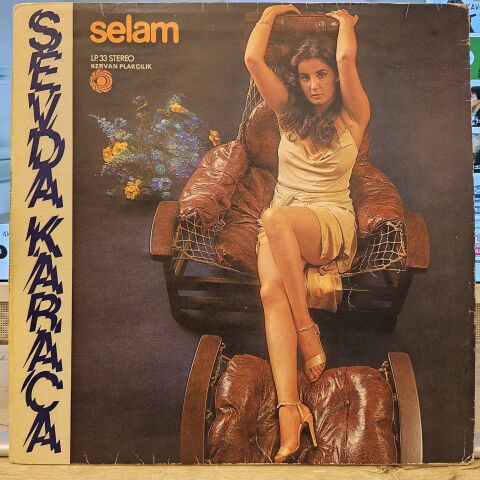 selam
LP 33 STEREO
KERVAN PLAKÇILIK
SEVDA KARACA